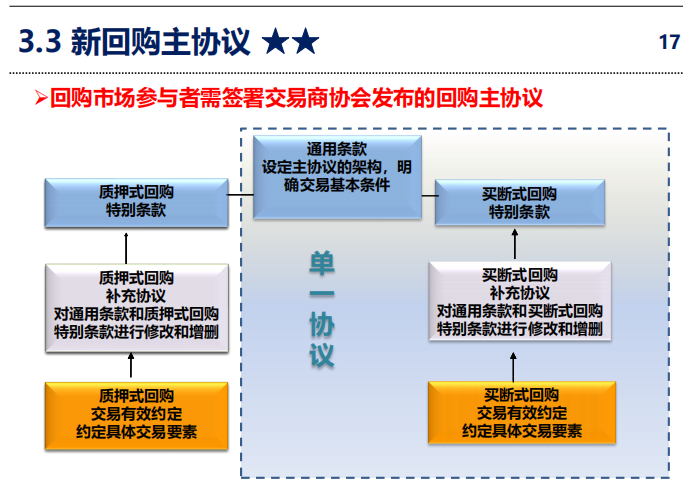 3.3 新回购主协议 ★★
17
➢回购市场参与者需签署交易商协会发布的回购主协议
通用条款
设定主协议的架构，明
确交易基本条件
质押式回购
特别条款
买断式回购
特别条款
单
一
协
议
质押式回购
补充协议
对通用条款和质押式回购
特别条款进行修改和增删
买断式回购
补充协议
对通用条款和买断式回购
特别条款进行修改和增删
质押式回购
交易有效约定
约定具体交易要素
买断式回购
交易有效约定
约定具体交易要素